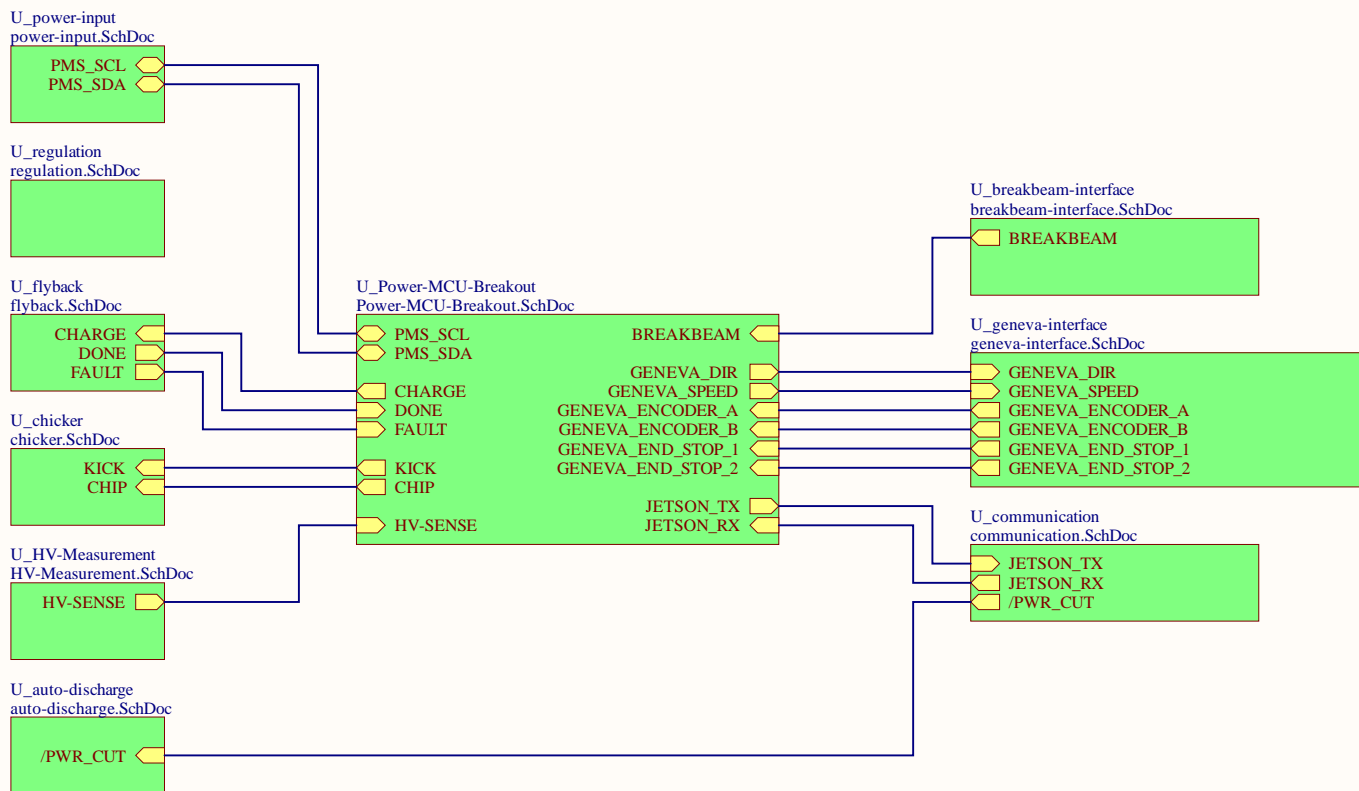 U_power-input
power-input.SchDoc
PMS_SCL
PMS_SDA
U_regulation
regulation.SchDoc
U_flyback
flyback.SchDoc
CHARGE
DONE
FAULT
U_chicker
chicker.SchDoc
KICK
CHIP
U_HV-Measurement
HV-Measurement.SchDoc
HV-SENSE
U_auto-discharge
auto-discharge.SchDoc
/PWR_CUT
U_Power-MCU-Breakout
Power-MCU-Breakout.SchDoc
PMS_SCL
PMS_SDA
CHARGE
DONE
FAULT
KICK
CHIP
HV-SENSE
BREAKBEAM
GENEVA_DIR
GENEVA_SPEED
GENEVA_ENCODER_A
GENEVA_ENCODER_B
GENEVA_END_STOP_1
GENEVA_END_STOP_2
JETSON_TX
JETSON_RX
U_breakbeam-interface
breakbeam-interface.SchDoc
BREAKBEAM
U_geneva-interface
geneva-interface.SchDoc
GENEVA_DIR
GENEVA_SPEED
GENEVA_ENCODER_A
GENEVA_ENCODER_B
GENEVA_END_STOP_1
GENEVA_END_STOP_2
U_communication
communication.SchDoc
JETSON_TX
JETSON_RX
/PWR_CUT